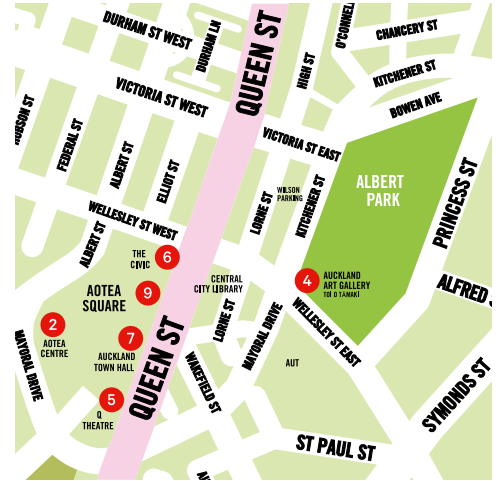 DURHAM ST WEST
DURHAM LN
QUEEN ST
O'CONNELL
CHANCERY ST
KITCHENER ST
HIGH ST
BOWEN AVE
VICTORIA ST WEST
VICTORIA ST EAST
FEDERAL ST
ALBERT ST
ELLIOT ST
LORNE ST
WILSON
PARKING
KITCHENER ST
ALBERT
PARK
PRINCESS ST
WELLESLEY ST WEST
ALBERT ST
THE
CIVIC
6
AOTEA
SQUARE
9
CENTRAL
CITY LIBRARY
LORNE ST
4
AUCKLAND
ART GALLERY
TOI O TĀMAKI
ALFRED S
2
AOTEA
CENTRE
7
AUCKLAND
TOWN HALL
QUEEN ST
MAYORAL DRIVE
WELLESLEY ST EAST
MAYORAL DRIVE
WAKEFIELD ST
AUT
SYMONDS ST
5
Q
THEATRE
ST PAUL ST